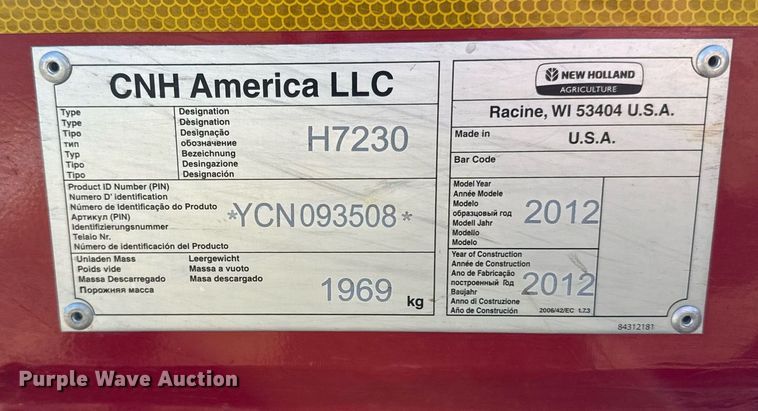 CNH America LLC
Type Designation
Type Dèsignation
Tipo Designação
тип обозначение
Typ Bezeichnung
Tipo Desingazione
Tipo Designación
H7230
Product ID Number (PIN)
Numero D' identification
Número de Identificação do Produto
Артикул (PIN)
Identifizierungsnummer
Telaio Nr.
Número de identificación del Producto
*YCN093508*
Unladen Mass Leergewicht
Poids vide Massa a vuoto
Massa Descarregado Masa descargado
Порожняя масса
1969 kg
NEW HOLLAND
AGRICULTURE
Racine, WI 53404 U.S.A.
Made in U.S.A.
Bar Code
Model Year
Année Modele
Modelo
образцовый год
Modell Jahr
Modello
Modelo
2012
Year of Construction
Année de Construction
Ano de Fabricação
построенный Год
Baujahr
Anno di Costruzione
Año de Construción
2012
2006/42/EC 1.7.3
84312181
Purple Wave Auction